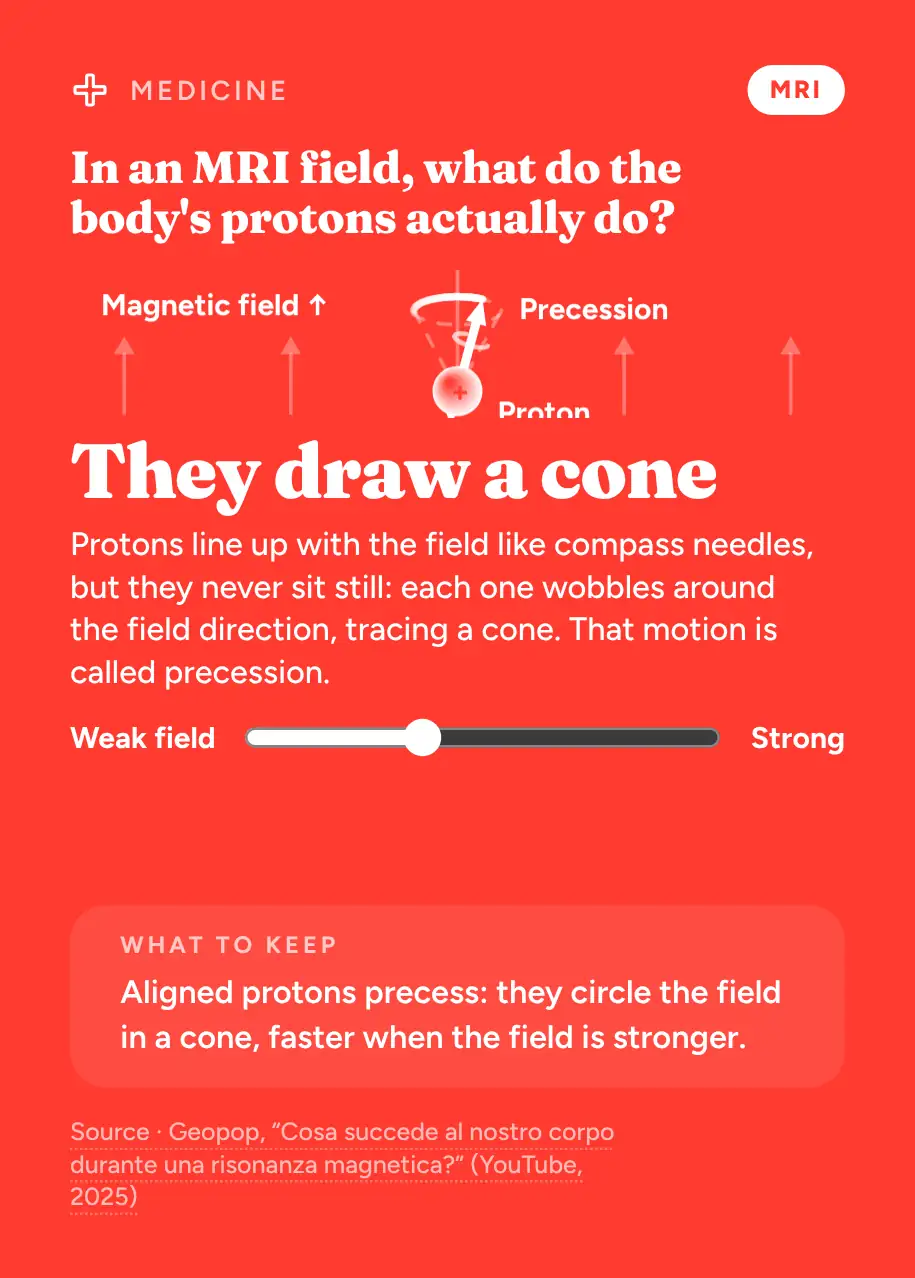 MEDICINE
MRI
In an MRI field, what do the
body's protons actually do?
Magnetic field ↑
Precession
+
Proton
They draw a cone
Protons line up with the field like compass needles,
but they never sit still: each one wobbles around
the field direction, tracing a cone. That motion is
called precession.
Weak field
Strong
WHAT TO KEEP
Aligned protons precess: they circle the field
in a cone, faster when the field is stronger.
Source · Geopop, “Cosa succede al nostro corpo
durante una risonanza magnetica?” (YouTube,
2025)